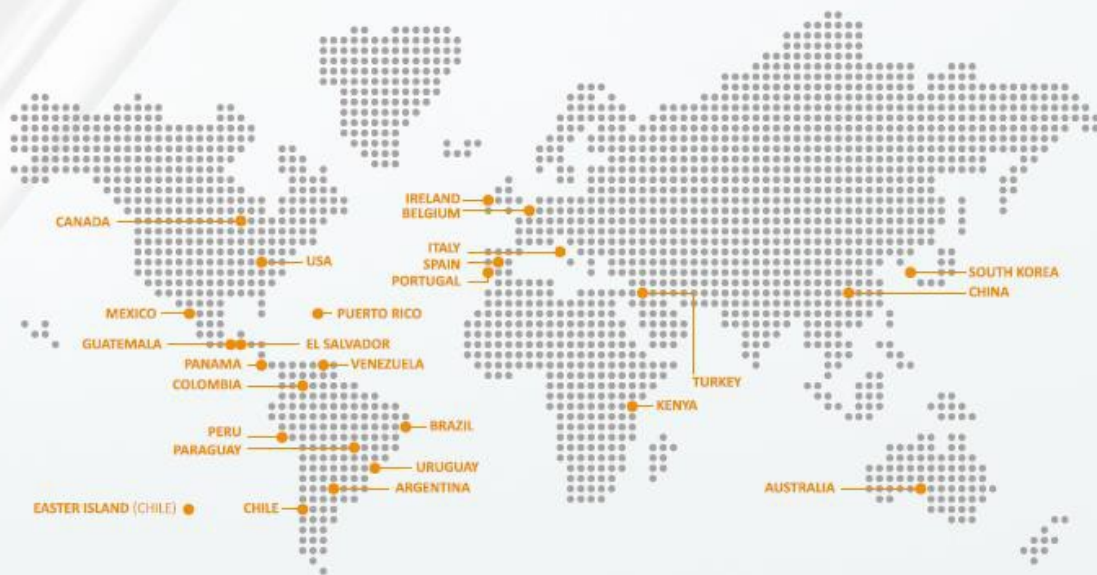 IRELAND
BELGIUM
CANADA
ITALY
USA
SPAIN
SOUTH KOREA
PORTUGAL
CHINA
MEXICO
PUERTO RICO
GUATEMALA
EL SALVADOR
PANAMA
VENEZUELA
TURKEY
COLOMBIA
KENYA
BRAZIL
PERU
PARAGUAY
URUGUAY
ARGENTINA
AUSTRALIA
EASTER ISLAND (CHILE)
CHILE